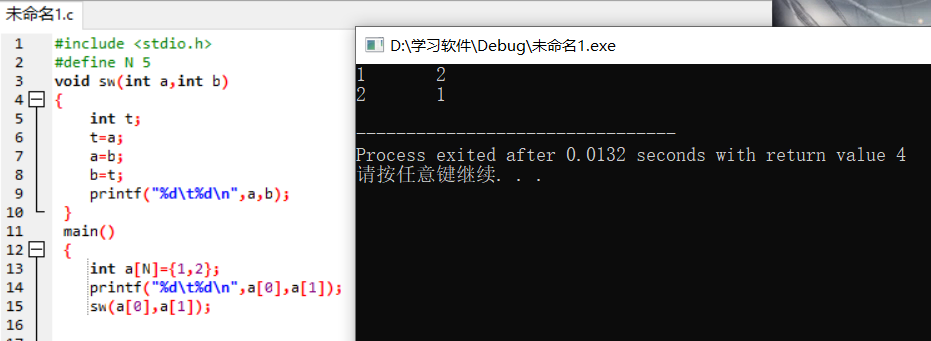 未命名1.c
1 #include <stdio.h>
2 #define N 5
3 void sw(int a,int b)
4 {
5 int t;
6 t=a;
7 a=b;
8 b=t;
9 printf("%d\t%d\n",a,b);
10 }
11 main()
12 {
13 int a[N]={1,2};
14 printf("%d\t%d\n",a[0],a[1]);
15 sw(a[0],a[1]);
16
D:\学习软件\Debug\未命名1.exe
1 2
2 1
--------------------------------
Process exited after 0.0132 seconds with return value 4
请按任意键继续. . .